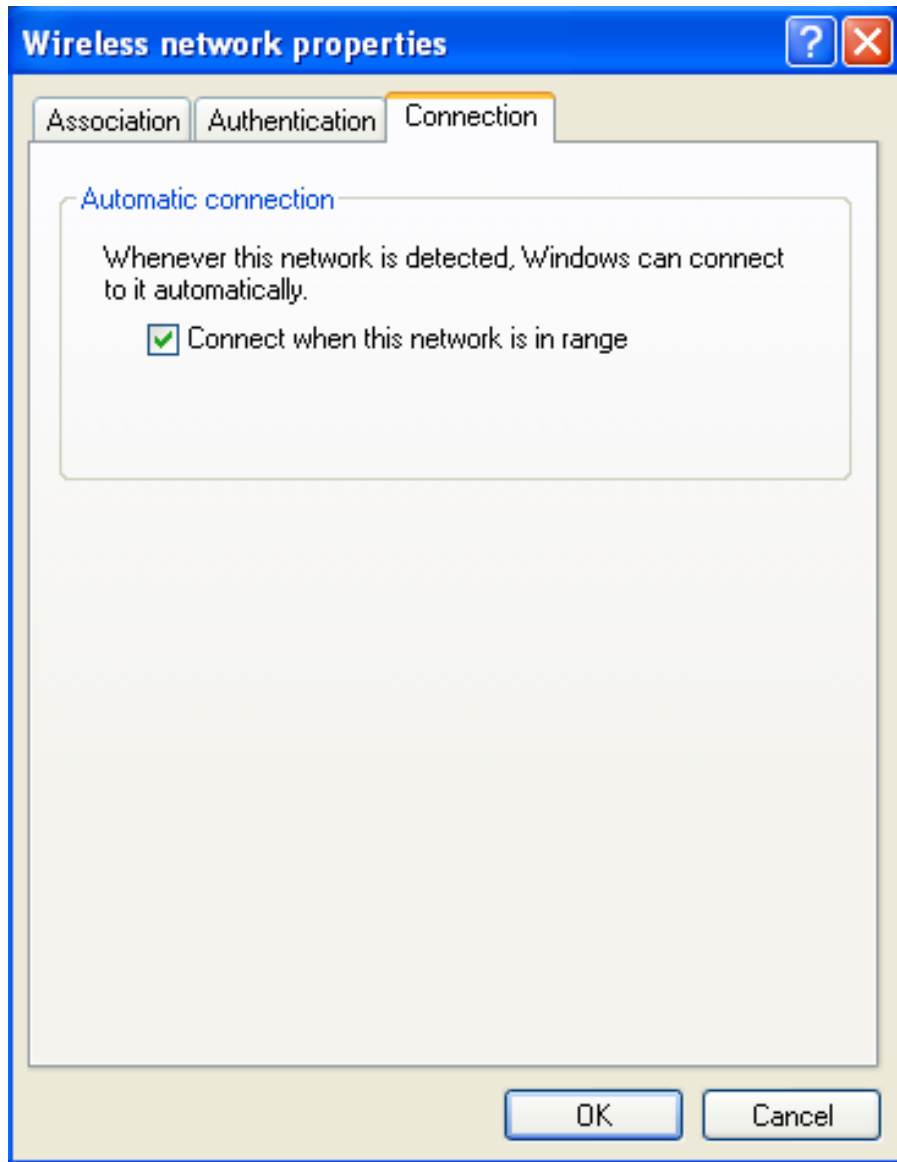 Wireless network properties
?
Association Authentication Connection
Automatic connection
Whenever this network is detected, Windows can connect
to it automatically.
Connect when this network is in range
OK Cancel